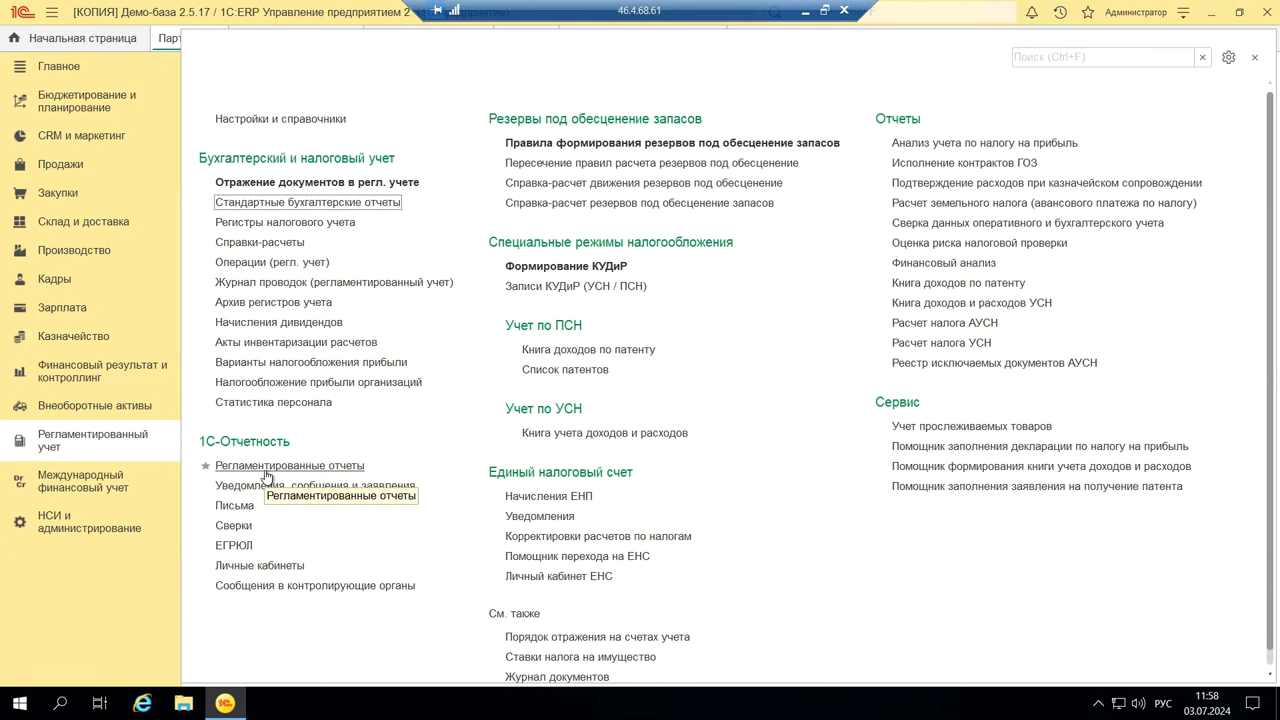 [КОПИЯ] Демо-база 2.5.17 / 1С:ERP Управление предприятием 2
46.4.68.61
Администратор
Начальная страница
Парт
Поиск (Ctrl+F)
Главное
Бюджетирование и
планирование
CRM и маркетинг
Продажи
Закупки
Склад и доставка
Производство
Кадры
Зарплата
Казначейство
Финансовый результат и
контроллинг
Внеоборотные активы
Регламентированный
учет
Международный
финансовый учет
НСИ и
администрирование
Настройки и справочники
Бухгалтерский и налоговый учет
Отражение документов в регл. учете
Стандартные бухгалтерские отчеты
Регистры налогового учета
Справки-расчеты
Операции (регл. учет)
Журнал проводок (регламентированный учет)
Архив регистров учета
Начисления дивидендов
Акты инвентаризации расчетов
Варианты налогообложения прибыли
Налогообложение прибыли организаций
Статистика персонала
1С-Отчетность
Регламентированные отчеты
Уведомления, сообщения и заявления
Регламентированные отчеты
Письма
Сверки
ЕГРЮЛ
Личные кабинеты
Сообщения в контролирующие органы
Резервы под обесценение запасов
Правила формирования резервов под обесценение запасов
Пересечение правил расчета резервов под обесценение
Справка-расчет движения резервов под обесценение
Справка-расчет резервов под обесценение запасов
Специальные режимы налогообложения
Формирование КУДиР
Записи КУДиР (УСН / ПСН)
Учет по ПСН
Книга доходов по патенту
Список патентов
Учет по УСН
Книга учета доходов и расходов
Единый налоговый счет
Начисления ЕНП
Уведомления
Корректировки расчетов по налогам
Помощник перехода на ЕНС
Личный кабинет ЕНС
См. также
Порядок отражения на счетах учета
Ставки налога на имущество
Журнал документов
Отчеты
Анализ учета по налогу на прибыль
Исполнение контрактов ГОЗ
Подтверждение расходов при казначейском сопровождении
Расчет земельного налога (авансового платежа по налогу)
Сверка данных оперативного и бухгалтерского учета
Оценка риска налоговой проверки
Финансовый анализ
Книга доходов по патенту
Книга доходов и расходов УСН
Расчет налога АУСН
Расчет налога УСН
Реестр исключаемых документов АУСН
Сервис
Учет прослеживаемых товаров
Помощник заполнения декларации по налогу на прибыль
Помощник формирования книги учета доходов и расходов
Помощник заполнения заявления на получение патента
РУС
11:58
03.07.2024